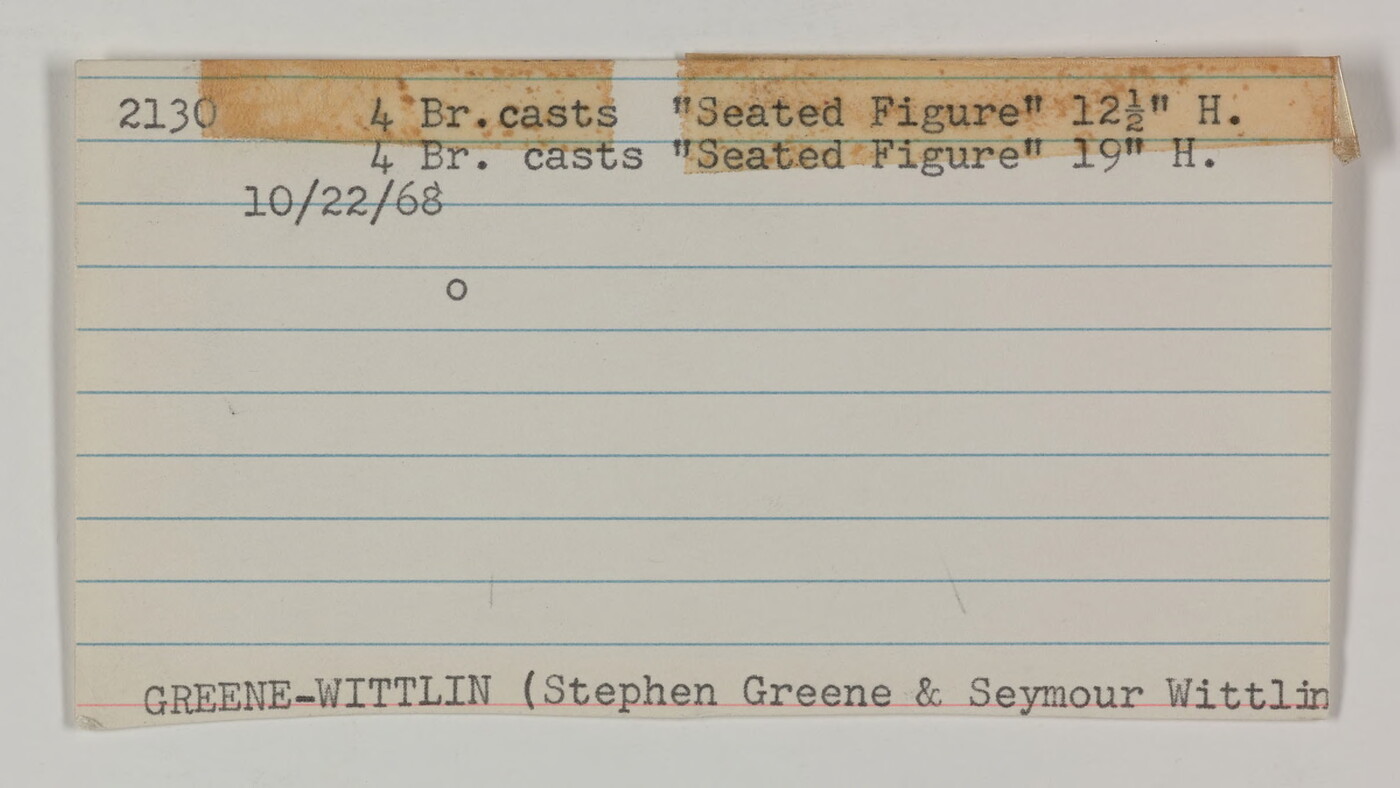 2130 4 Br.casts "Seated Figure" 12½" H.
4 Br. casts "Seated Figure" 19" H.
10/22/68
o
GREENE-WITTLIN (Stephen Greene & Seymour Wittlin